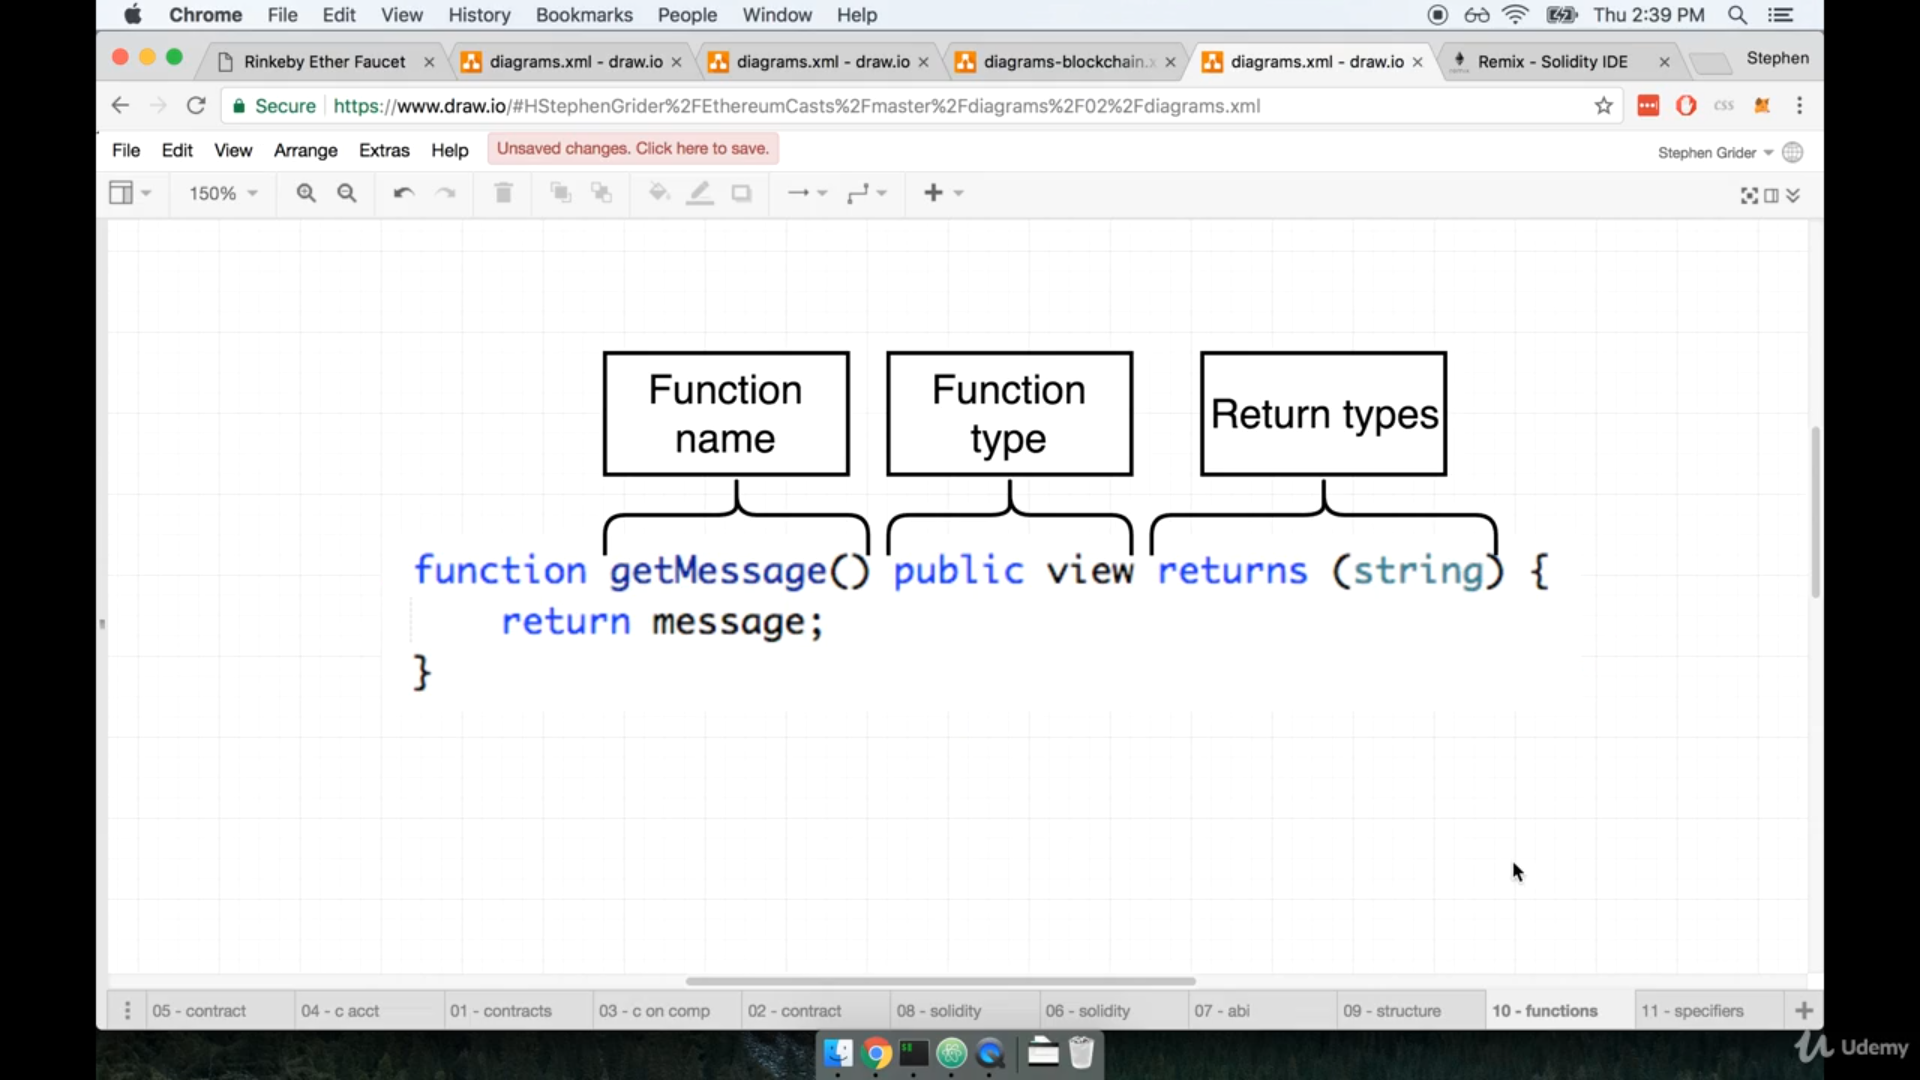 Chrome File Edit View History Bookmarks People Window Help Thu 2:39 PM
Rinkeby Ether Faucet diagrams.xml - draw.io diagrams.xml - draw.io diagrams-blockchain.x diagrams.xml - draw.io Remix - Solidity IDE Stephen
Secure https://www.draw.io/#HStephenGrider%2FEthereumCasts%2Fmaster%2Fdiagrams%2F02%2Fdiagrams.xml css
File Edit View Arrange Extras Help Unsaved changes. Click here to save. Stephen Grider
150%
Function name
Function type
Return types
function getMessage() public view returns (string) {
return message;
}
05 - contract 04 - c acct 01 - contracts 03 - c on comp 02 - contract 08 - solidity 06 - solidity 07 - abi 09 - structure 10 - functions 11 - specifiers
Udemy